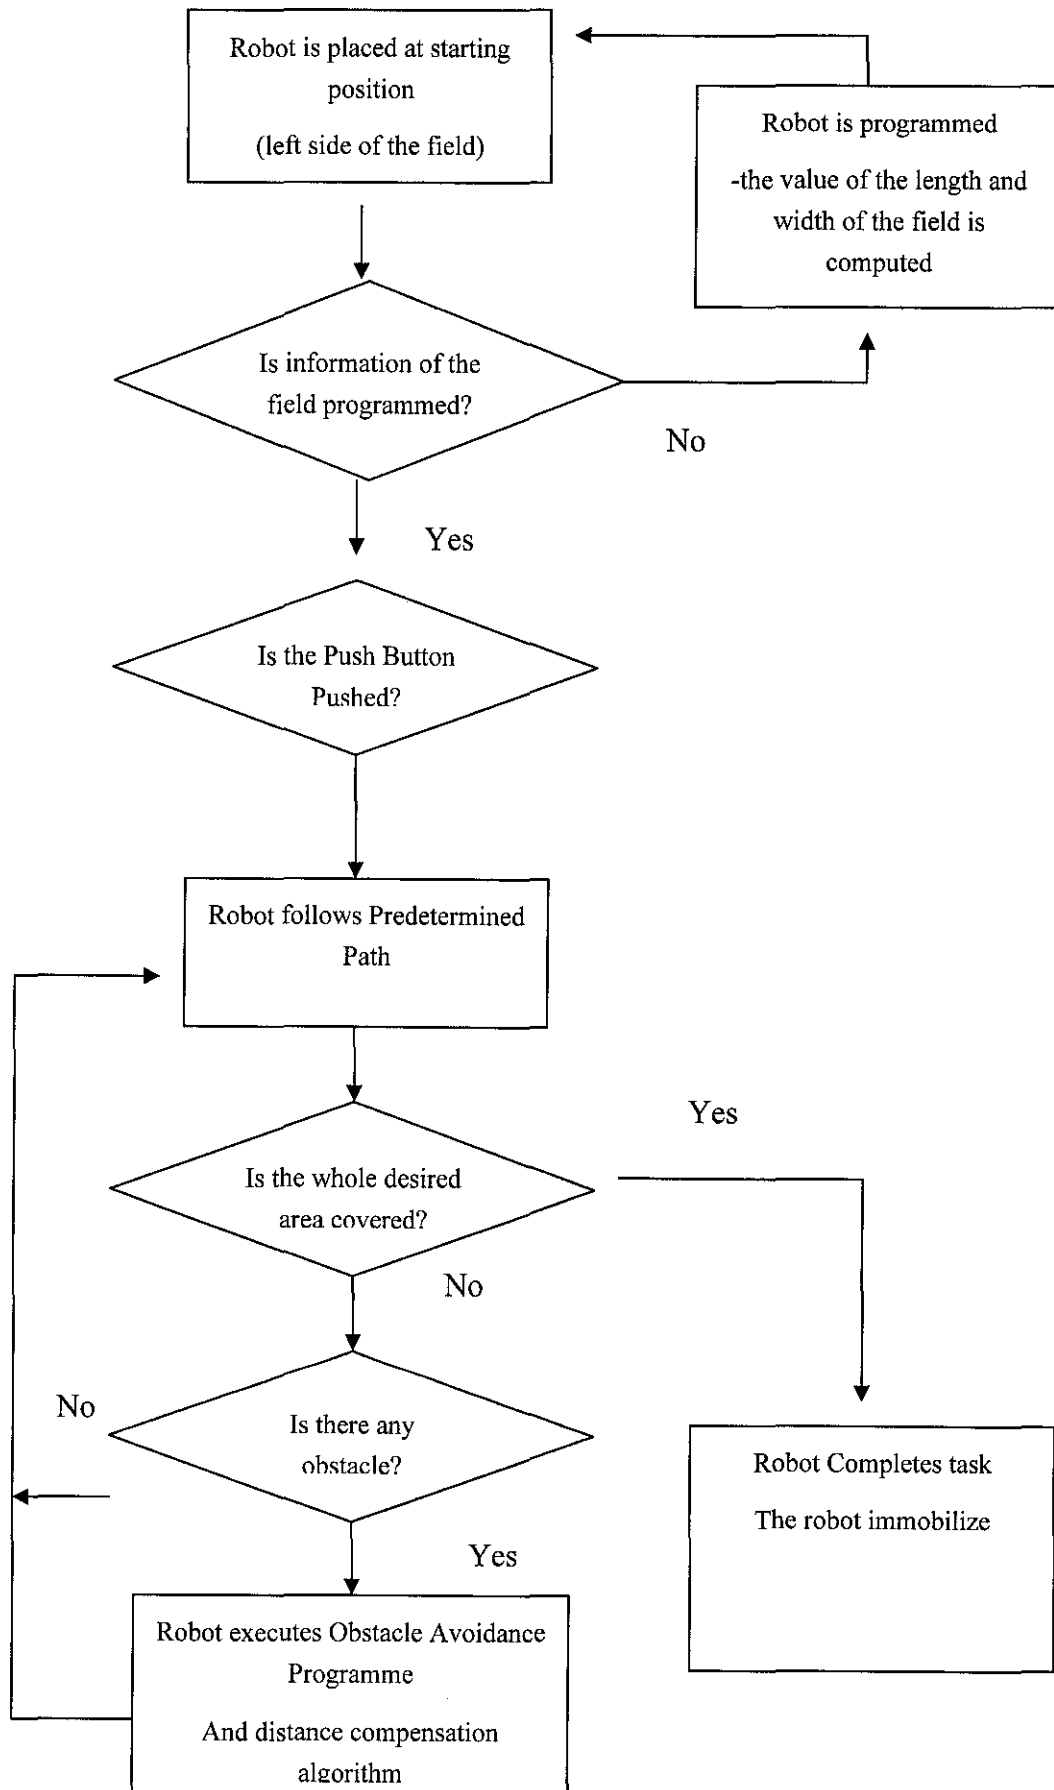 Robot is placed at starting
position
(left side of the field)
Robot is programmed
-the value of the length and
width of the field is
computed
Is information of the
field programmed?
No
Yes
Is the Push Button
Pushed?
Robot follows Predetermined
Path
Yes
Is the whole desired
area covered?
No
No
Is there any
obstacle?
Yes
Robot Completes task
The robot immobilize
Robot executes Obstacle Avoidance
Programme
And distance compensation
algorithm